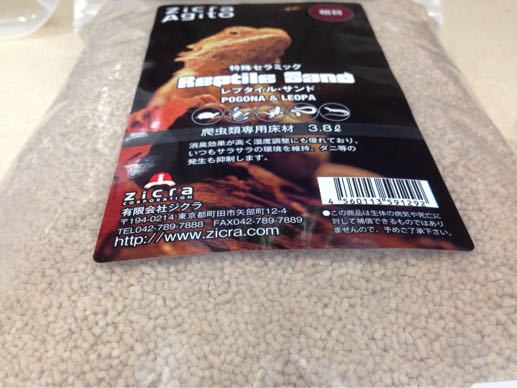 zicra
Agito
粗目
特殊セラミック
Reptile Sand
レプタイル・サンド
POGONA & LEOPA
爬虫類専用床材 3.8ℓ
消臭効果が高く湿度調整にも優れており、
いつもサラサラの環境を維持。ダニ等の
発生も抑制します。
zicra
CORPORATION
有限会社ジクラ
〒194-0214 東京都町田市矢部町12-4
TEL042-789-7888 FAX042-789-7889
http://www.zicra.com
●この商品は生体の病気や死亡に
対して補償できるものではあり
ませんので、予めご了承下さい。